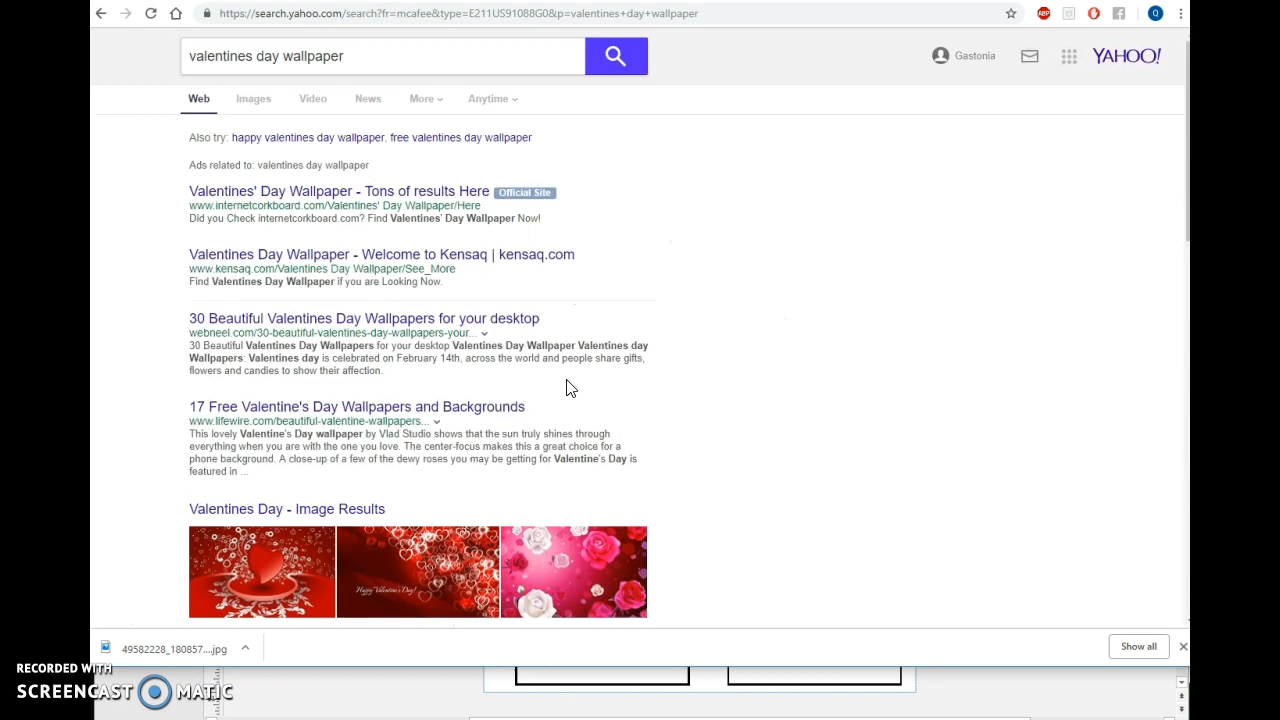 https://search.yahoo.com/search?fr=mcafee&type=E211US91088G0&p=valentines+day+wallpaper
ABP
Q
valentines day wallpaper
Gastonia
YAHOO!
Web Images Video News More Anytime
Also try: happy valentines day wallpaper, free valentines day wallpaper
Ads related to: valentines day wallpaper
Valentines' Day Wallpaper - Tons of results Here Official Site
www.internetcorkboard.com/Valentines' Day Wallpaper/Here
Did you Check internetcorkboard.com? Find Valentines' Day Wallpaper Now!
Valentines Day Wallpaper - Welcome to Kensaq | kensaq.com
www.kensaq.com/Valentines Day Wallpaper/See_More
Find Valentines Day Wallpaper if you are Looking Now.
30 Beautiful Valentines Day Wallpapers for your desktop
webneel.com/30-beautiful-valentines-day-wallpapers-your...
30 Beautiful Valentines Day Wallpapers for your desktop Valentines Day Wallpaper Valentines day
Wallpapers: Valentines day is celebrated on February 14th, across the world and people share gifts,
flowers and candies to show their affection.
17 Free Valentine's Day Wallpapers and Backgrounds
www.lifewire.com/beautiful-valentine-wallpapers...
This lovely Valentine's Day wallpaper by Vlad Studio shows that the sun truly shines through
everything when you are with the one you love. The center-focus makes this a great choice for a
phone background. A close-up of a few of the dewy roses you may be getting for Valentine's Day is
featured in ...
Valentines Day - Image Results
Happy Valentine's Day!
49582228_180857....jpg
Show all
RECORDED WITH
SCREENCAST MATIC